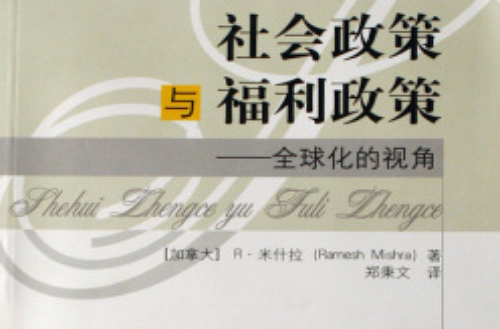 社会政策
与 福利政策
——全球化的视角
Shehui Zhengce yu Fuli Zhengce
[加拿大] R·米什拉 (Ramesh Mishra) 著
郑秉文 译